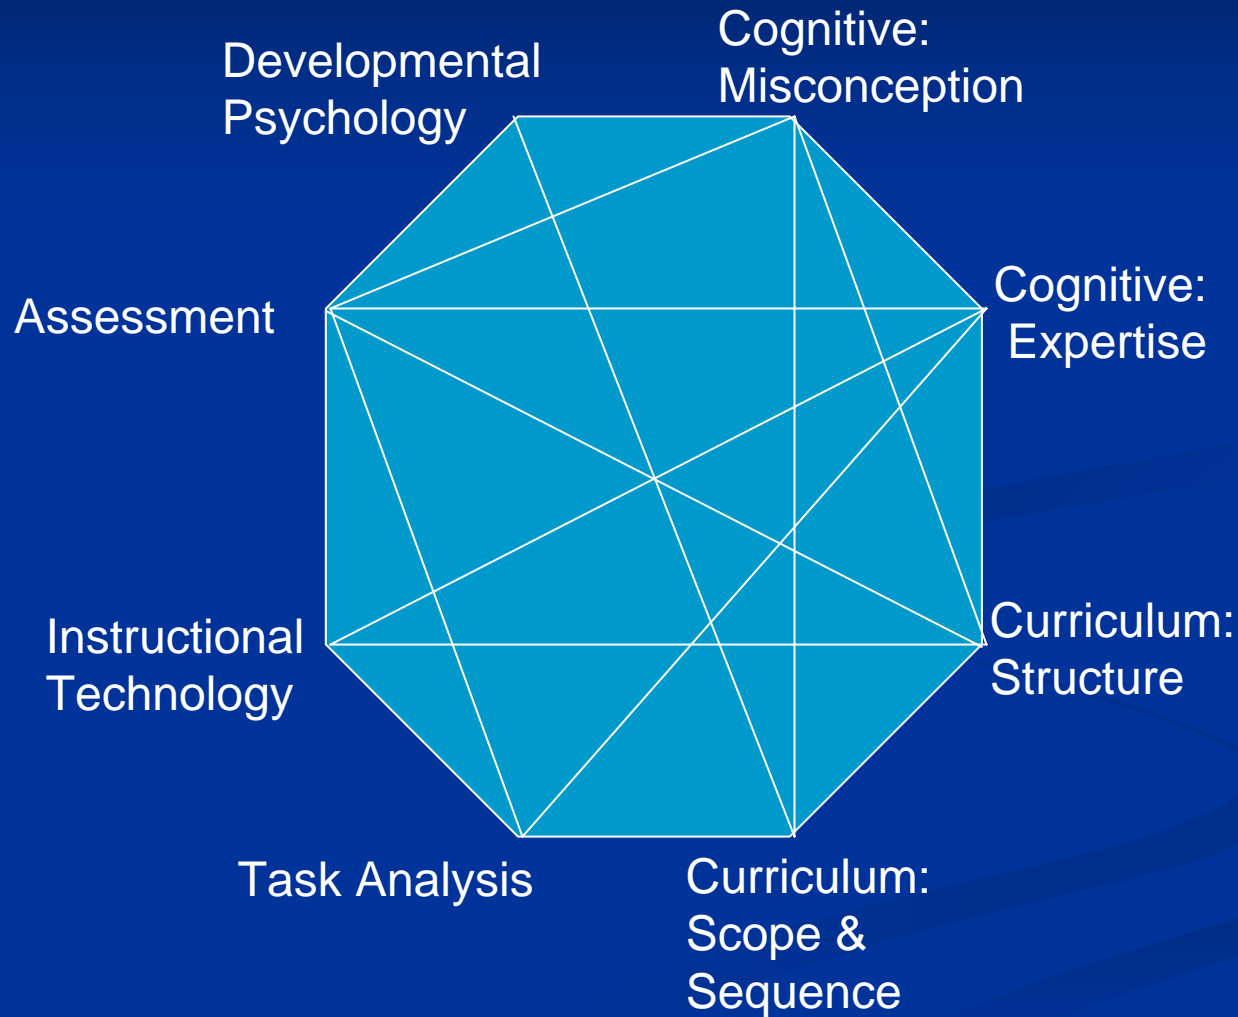 Developmental
Psychology
Cognitive:
Misconception
Assessment
Cognitive:
Expertise
Instructional
Technology
Curriculum:
Structure
Task Analysis
Curriculum:
Scope &
Sequence